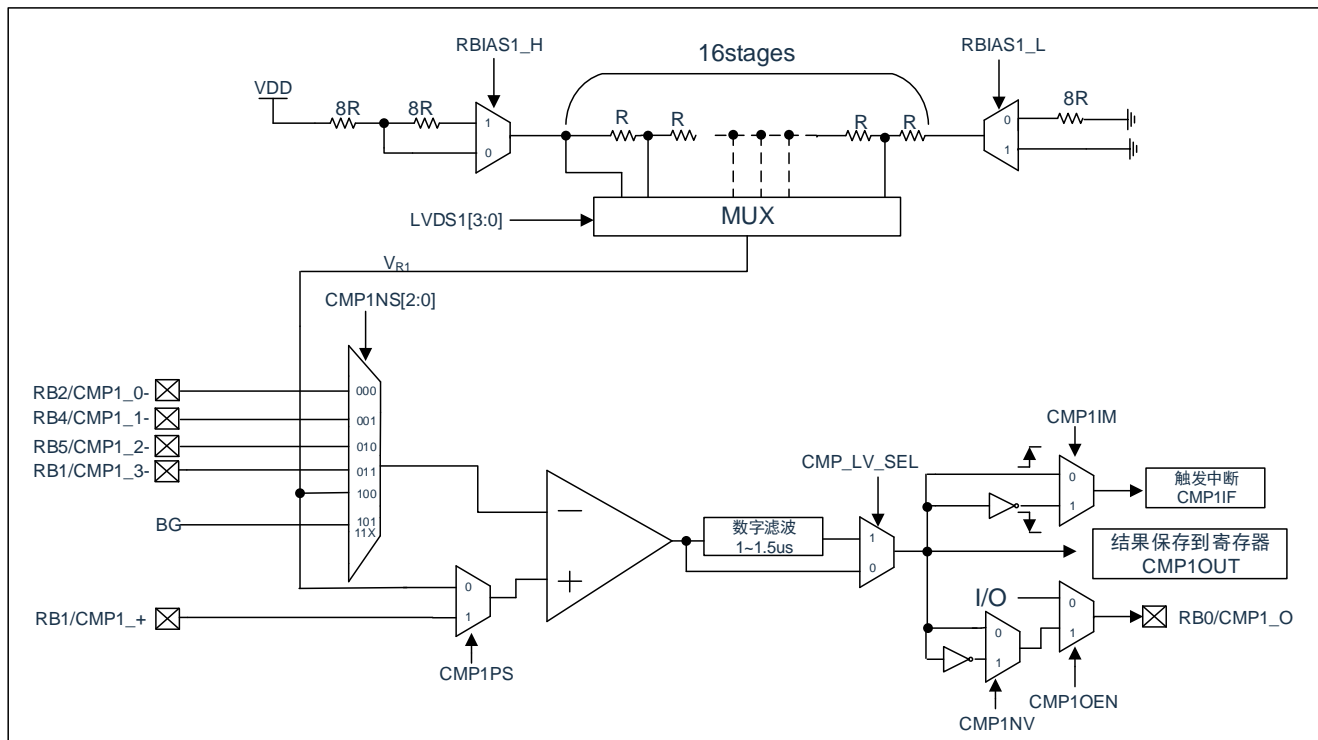 RBIAS1_H
16stages
RBIAS1_L
VDD
8R
8R
1
0
R
R
R
R
0
1
8R
LVDS1[3:0]
MUX
VR1
CMP1NS[2:0]
RB2/CMP1_0-
000
RB4/CMP1_1-
001
RB5/CMP1_2-
010
RB1/CMP1_3-
011
100
BG
101
11X
CMP_LV_SEL
CMP1IM
0
1
触发中断
CMP1IF
数字滤波
1~1.5us
1
0
结果保存到寄存器
CMP1OUT
RB1/CMP1_+
0
1
CMP1PS
I/O
0
1
0
1
RB0/CMP1_O
CMP1OEN
CMP1NV